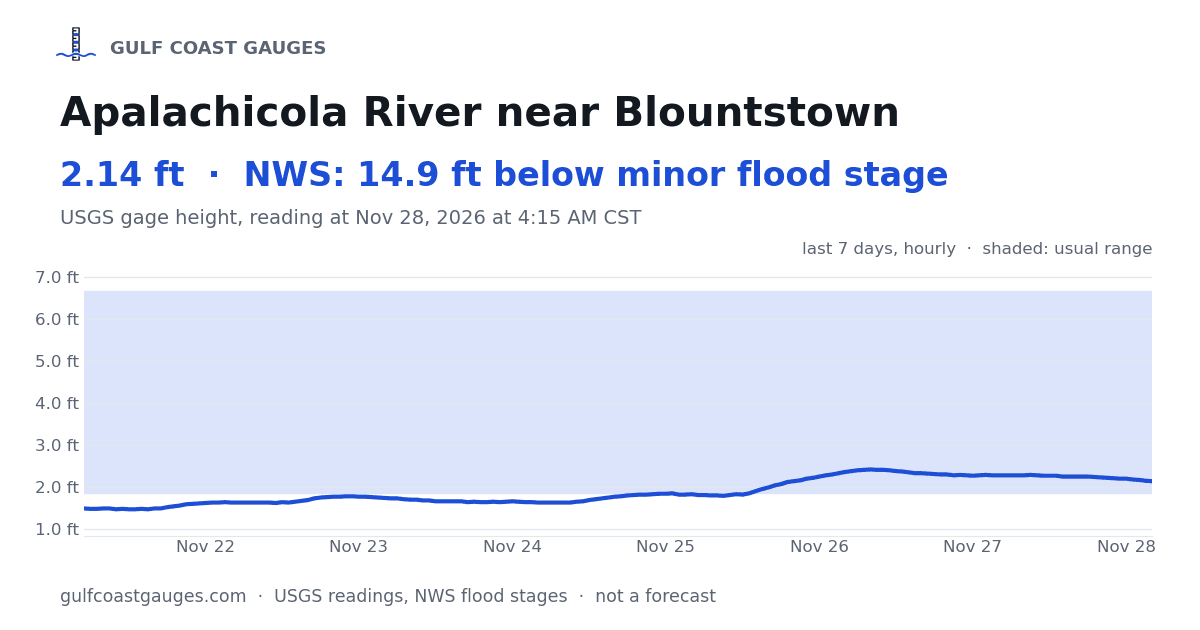 GULF COAST GAUGES
Apalachicola River near Blountstown
2.14 ft · NWS: 14.9 ft below minor flood stage
USGS gage height, reading at Nov 28, 2026 at 4:15 AM CST
last 7 days, hourly · shaded: usual range
7.0 ft
6.0 ft
5.0 ft
4.0 ft
3.0 ft
2.0 ft
1.0 ft
Nov 22 Nov 23 Nov 24 Nov 25 Nov 26 Nov 27 Nov 28
gulfcoastgauges.com · USGS readings, NWS flood stages · not a forecast